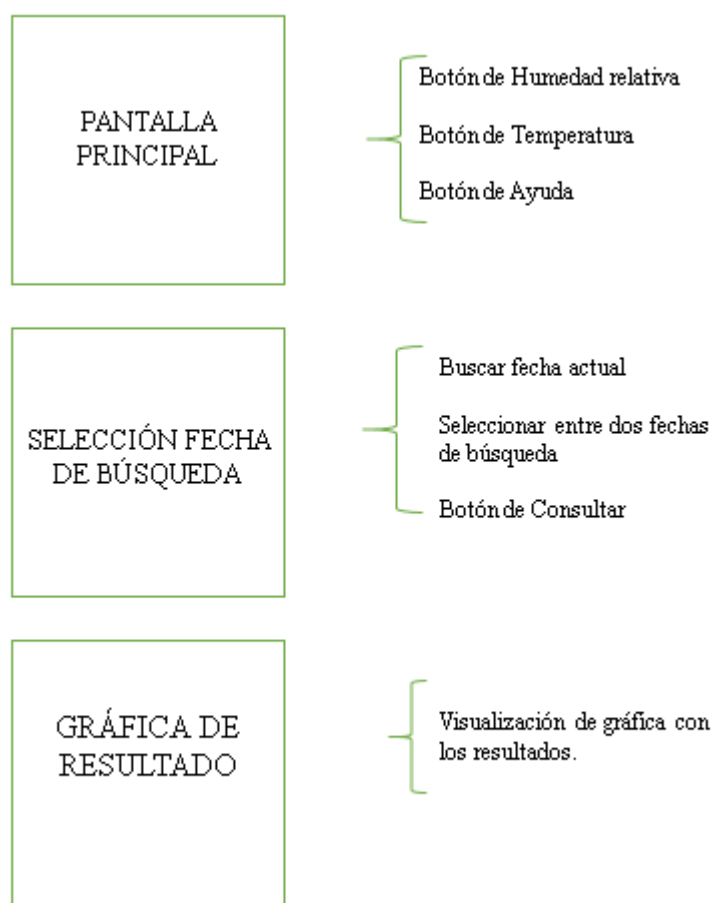 PANTALLA
PRINCIPAL
Botón de Humedad relativa
Botón de Temperatura
Botón de Ayuda
SELECCIÓN FECHA
DE BÚSQUEDA
Buscar fecha actual
Seleccionar entre dos fechas
de búsqueda
Botón de Consultar
GRÁFICA DE
RESULTADO
Visualización de gráfica con
los resultados.